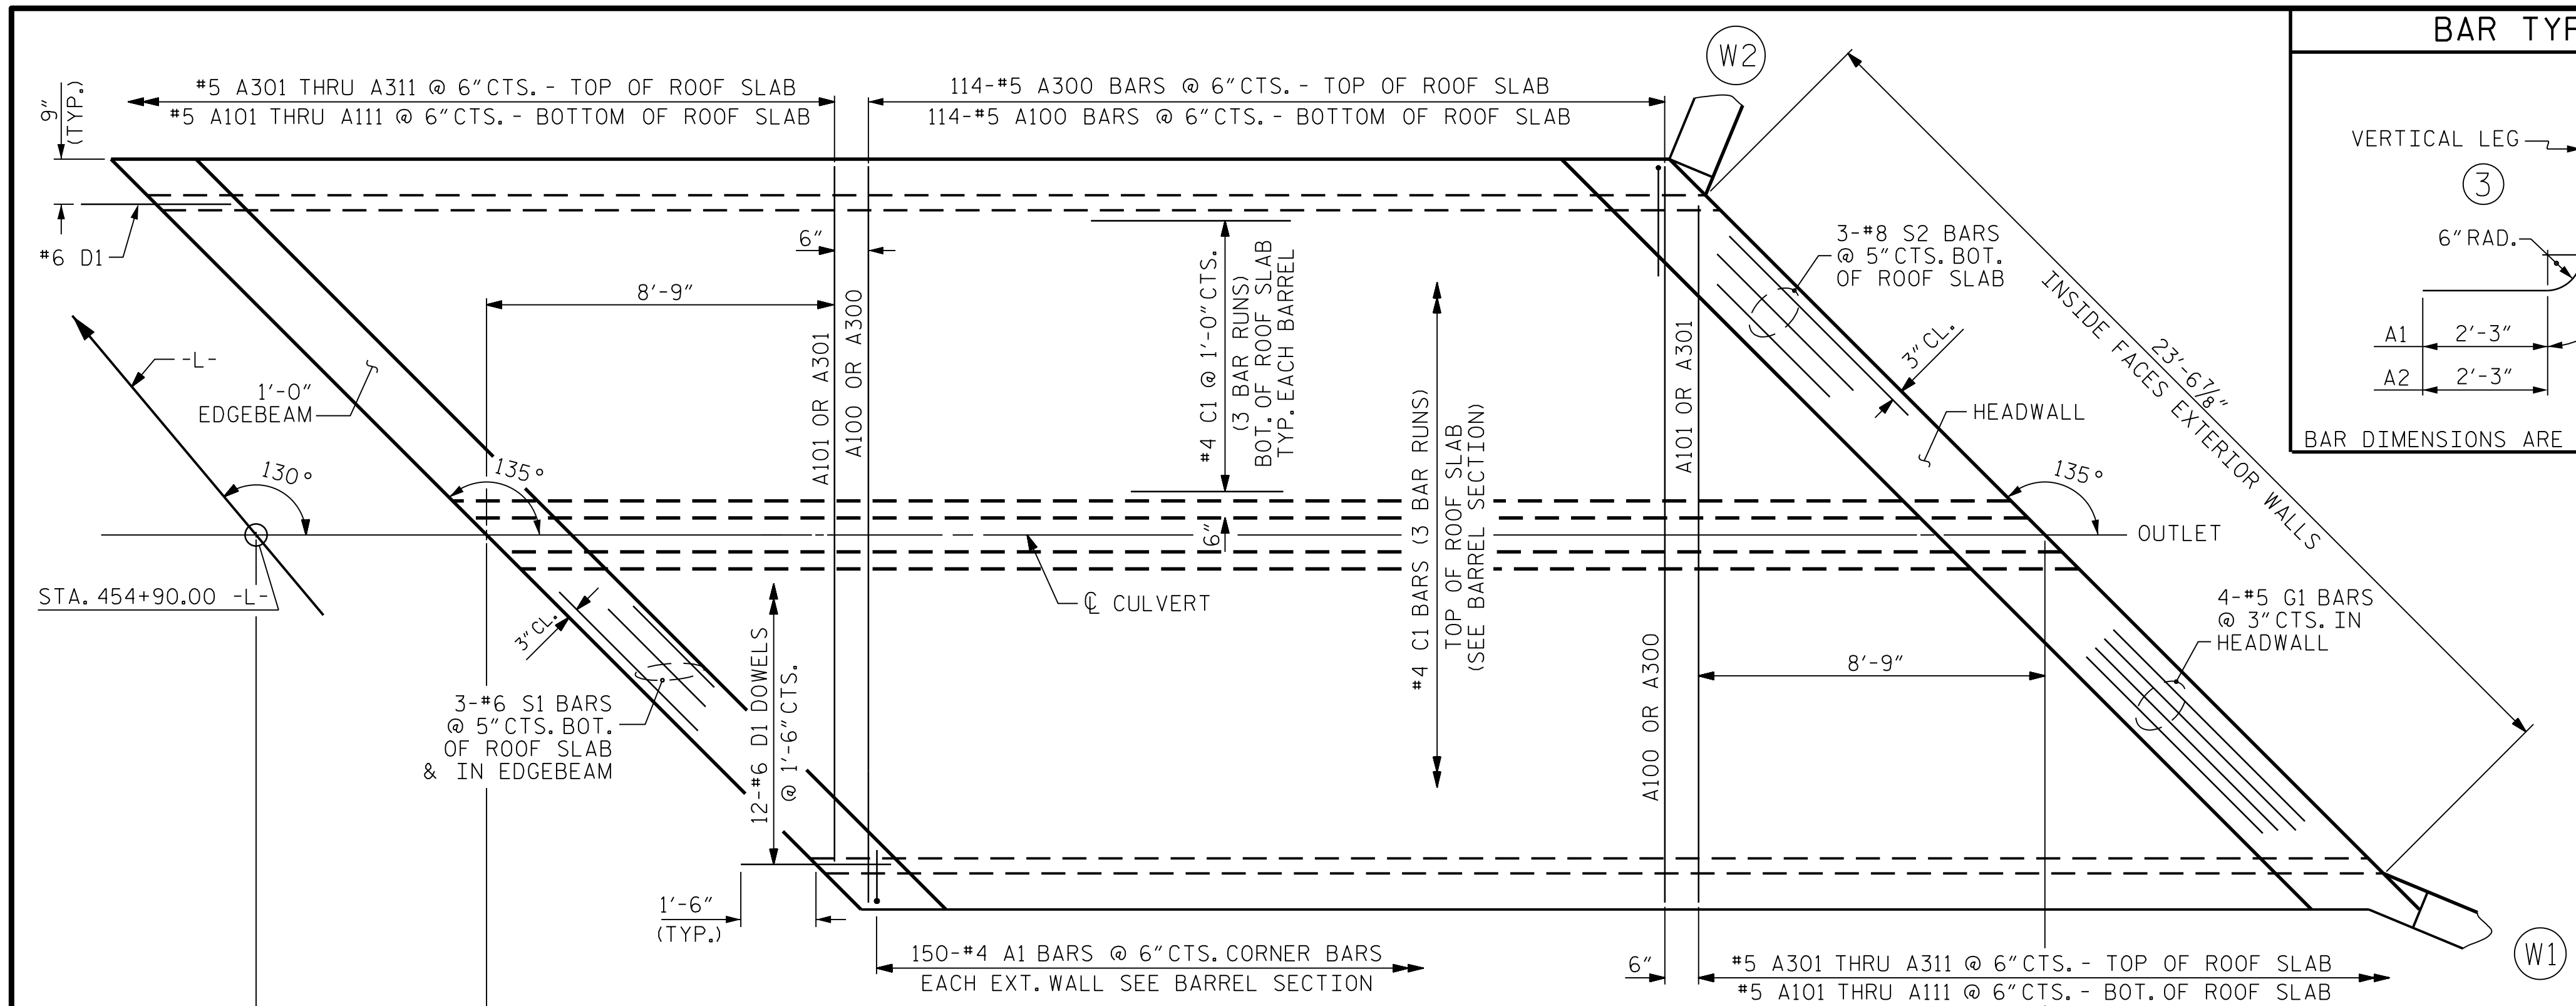 BAR TYP
W2
#5 A301 THRU A311 @ 6"CTS. - TOP OF ROOF SLAB
#5 A101 THRU A111 @ 6"CTS. - BOTTOM OF ROOF SLAB
114-#5 A300 BARS @ 6"CTS. - TOP OF ROOF SLAB
114-#5 A100 BARS @ 6"CTS. - BOTTOM OF ROOF SLAB
9"
(TYP.)
VERTICAL LEG
3
6"RAD.
A1 2'-3"
A2 2'-3"
BAR DIMENSIONS ARE
#6 D1
6"
8'-9"
A101 OR A301
A100 OR A300
#4 C1 @ 1'-0"CTS.
(3 BAR RUNS)
BOT. OF ROOF SLAB
TYP. EACH BARREL
3-#8 S2 BARS
@ 5"CTS. BOT.
OF ROOF SLAB
23'-6 7/8"
INSIDE FACES EXTERIOR WALLS
3"CL.
HEADWALL
A101 OR A301
-L-
1'-0"
EDGEBEAM
130°
135°
135°
OUTLET
6"
#4 C1 BARS (3 BAR RUNS)
TOP OF ROOF SLAB
(SEE BARREL SECTION)
STA. 454+90.00 -L-
℄ CULVERT
3"CL.
4-#5 G1 BARS
@ 3"CTS. IN
HEADWALL
3-#6 S1 BARS
@ 5"CTS. BOT.
OF ROOF SLAB
& IN EDGEBEAM
12-#6 D1 DOWELS
@ 1'-6"CTS.
A100 OR A300
8'-9"
1'-6"
(TYP.)
150-#4 A1 BARS @ 6"CTS. CORNER BARS
EACH EXT. WALL SEE BARREL SECTION
6"
#5 A301 THRU A311 @ 6"CTS. - TOP OF ROOF SLAB
#5 A101 THRU A111 @ 6"CTS. - BOT. OF ROOF SLAB
W1